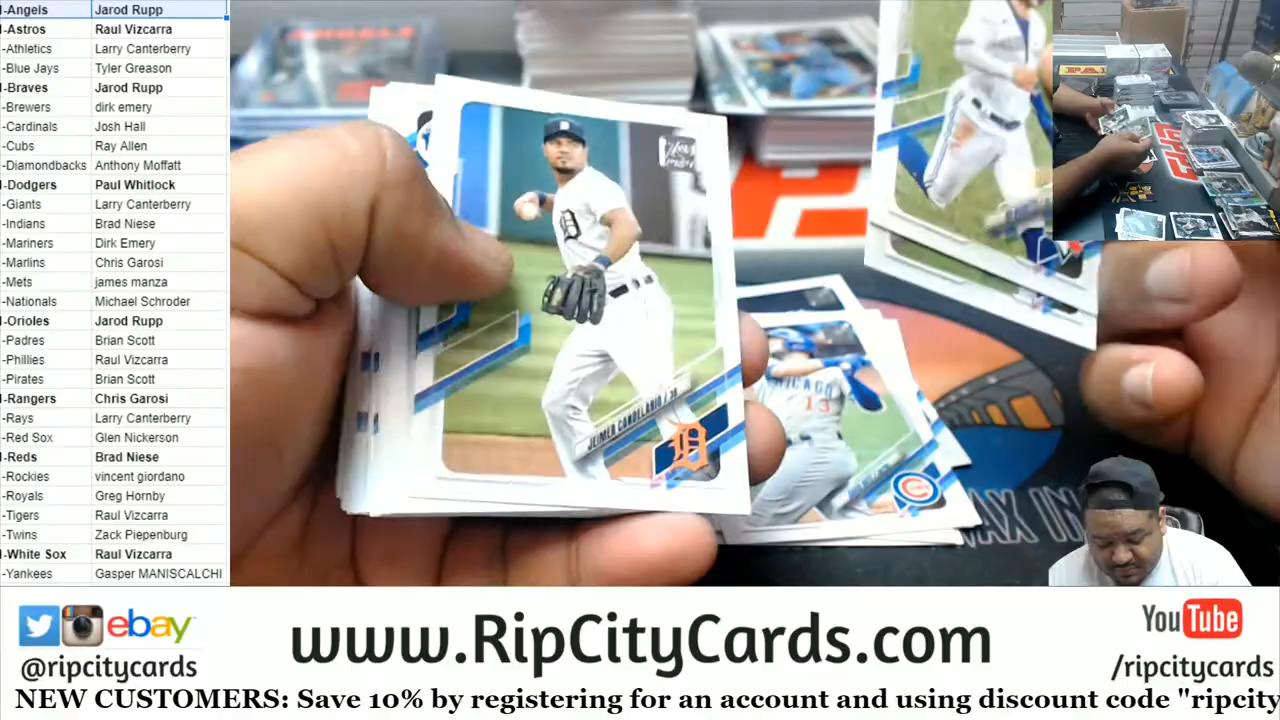 -Angels Jarod Rupp
-Astros Raul Vizcarra
-Athletics Larry Canterberry
-Blue Jays Tyler Greason
-Braves Jarod Rupp
-Brewers dirk emery
-Cardinals Josh Hall
-Cubs Ray Allen
-Diamondbacks Anthony Moffatt
-Dodgers Paul Whitlock
-Giants Larry Canterberry
-Indians Brad Niese
-Mariners Dirk Emery
-Marlins Chris Garosi
-Mets james manza
-Nationals Michael Schroder
-Orioles Jarod Rupp
-Padres Brian Scott
-Phillies Raul Vizcarra
-Pirates Brian Scott
-Rangers Chris Garosi
-Rays Larry Canterberry
-Red Sox Glen Nickerson
-Reds Brad Niese
-Rockies vincent giordano
-Royals Greg Hornby
-Tigers Raul Vizcarra
-Twins Zack Piepenburg
-White Sox Raul Vizcarra
-Yankees Gasper MANISCALCHI
ANGELS
D
D
JEIMER CANDELARIO / 3B
D
CHICAGO
13
C
AX IN
ebay
@ripcitycards
www.RipCityCards.com
YouTube
/ripcitycards
NEW CUSTOMERS: Save 10% by registering for an account and using discount code "ripcity